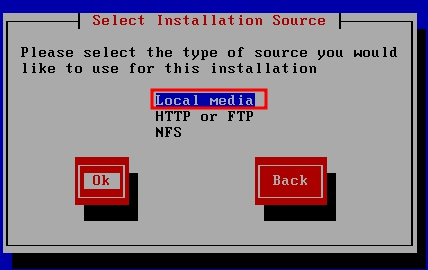 Select Installation Source
Please select the type of source you would
like to use for this installation
Local media
HTTP or FTP
NFS
Ok
Back